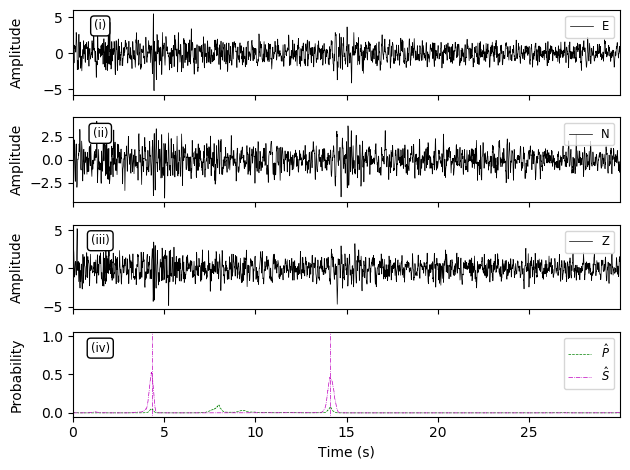 5
0
−5
Amplitude
(i)
E
2.5
0.0
−2.5
Amplitude
(ii)
N
5
0
−5
Amplitude
(iii)
Z
1.0
0.5
0.0
Probability
(iv)
P̂
Ŝ
0 5 10 15 20 25
Time (s)